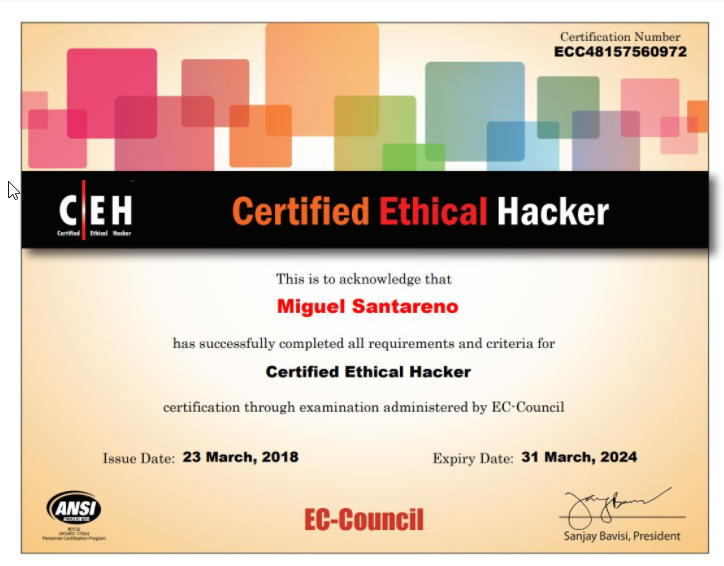 Certification Number
ECC48157560972
C|EH
Certified Ethical Hacker
Certified Ethical Hacker
This is to acknowledge that
Miguel Santareno
has successfully completed all requirements and criteria for
Certified Ethical Hacker
certification through examination administered by EC-Council
Issue Date: 23 March, 2018
Expiry Date: 31 March, 2024
ANSI
ACCREDITED
#0732
ISO/IEC 17024
Personnel Certification Program
EC-Council
Sanjay Bavisi, President